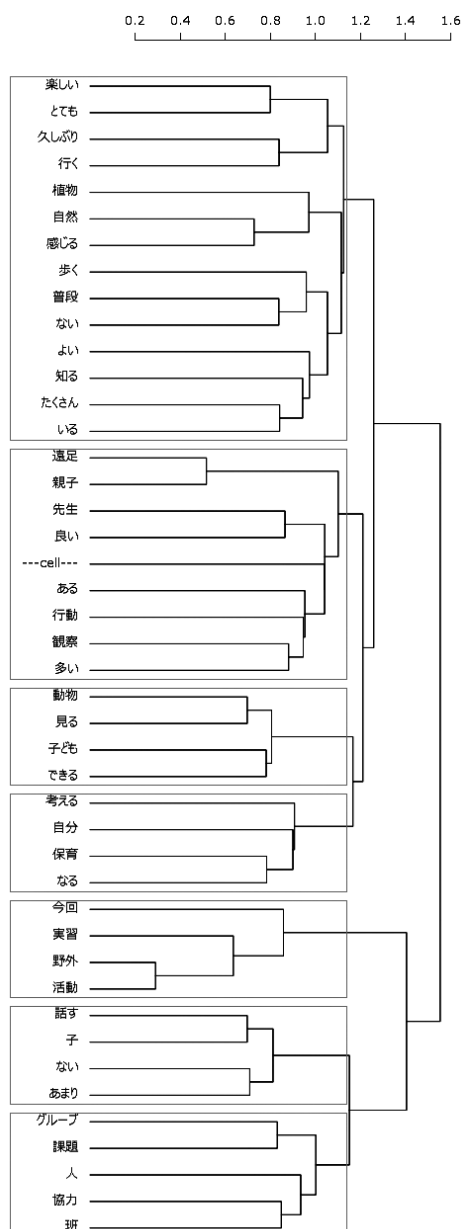 0.2 0.4 0.6 0.8 1.0 1.2 1.4 1.6
楽しい
とても
久しぶり
行く
植物
自然
感じる
歩く
普段
ない
よい
知る
たくさん
いる
遠足
親子
先生
良い
---cell---
ある
行動
観察
多い
動物
見る
子ども
できる
考える
自分
保育
なる
今回
実習
野外
活動
話す
子
ない
あまり
グループ
課題
人
協力
班